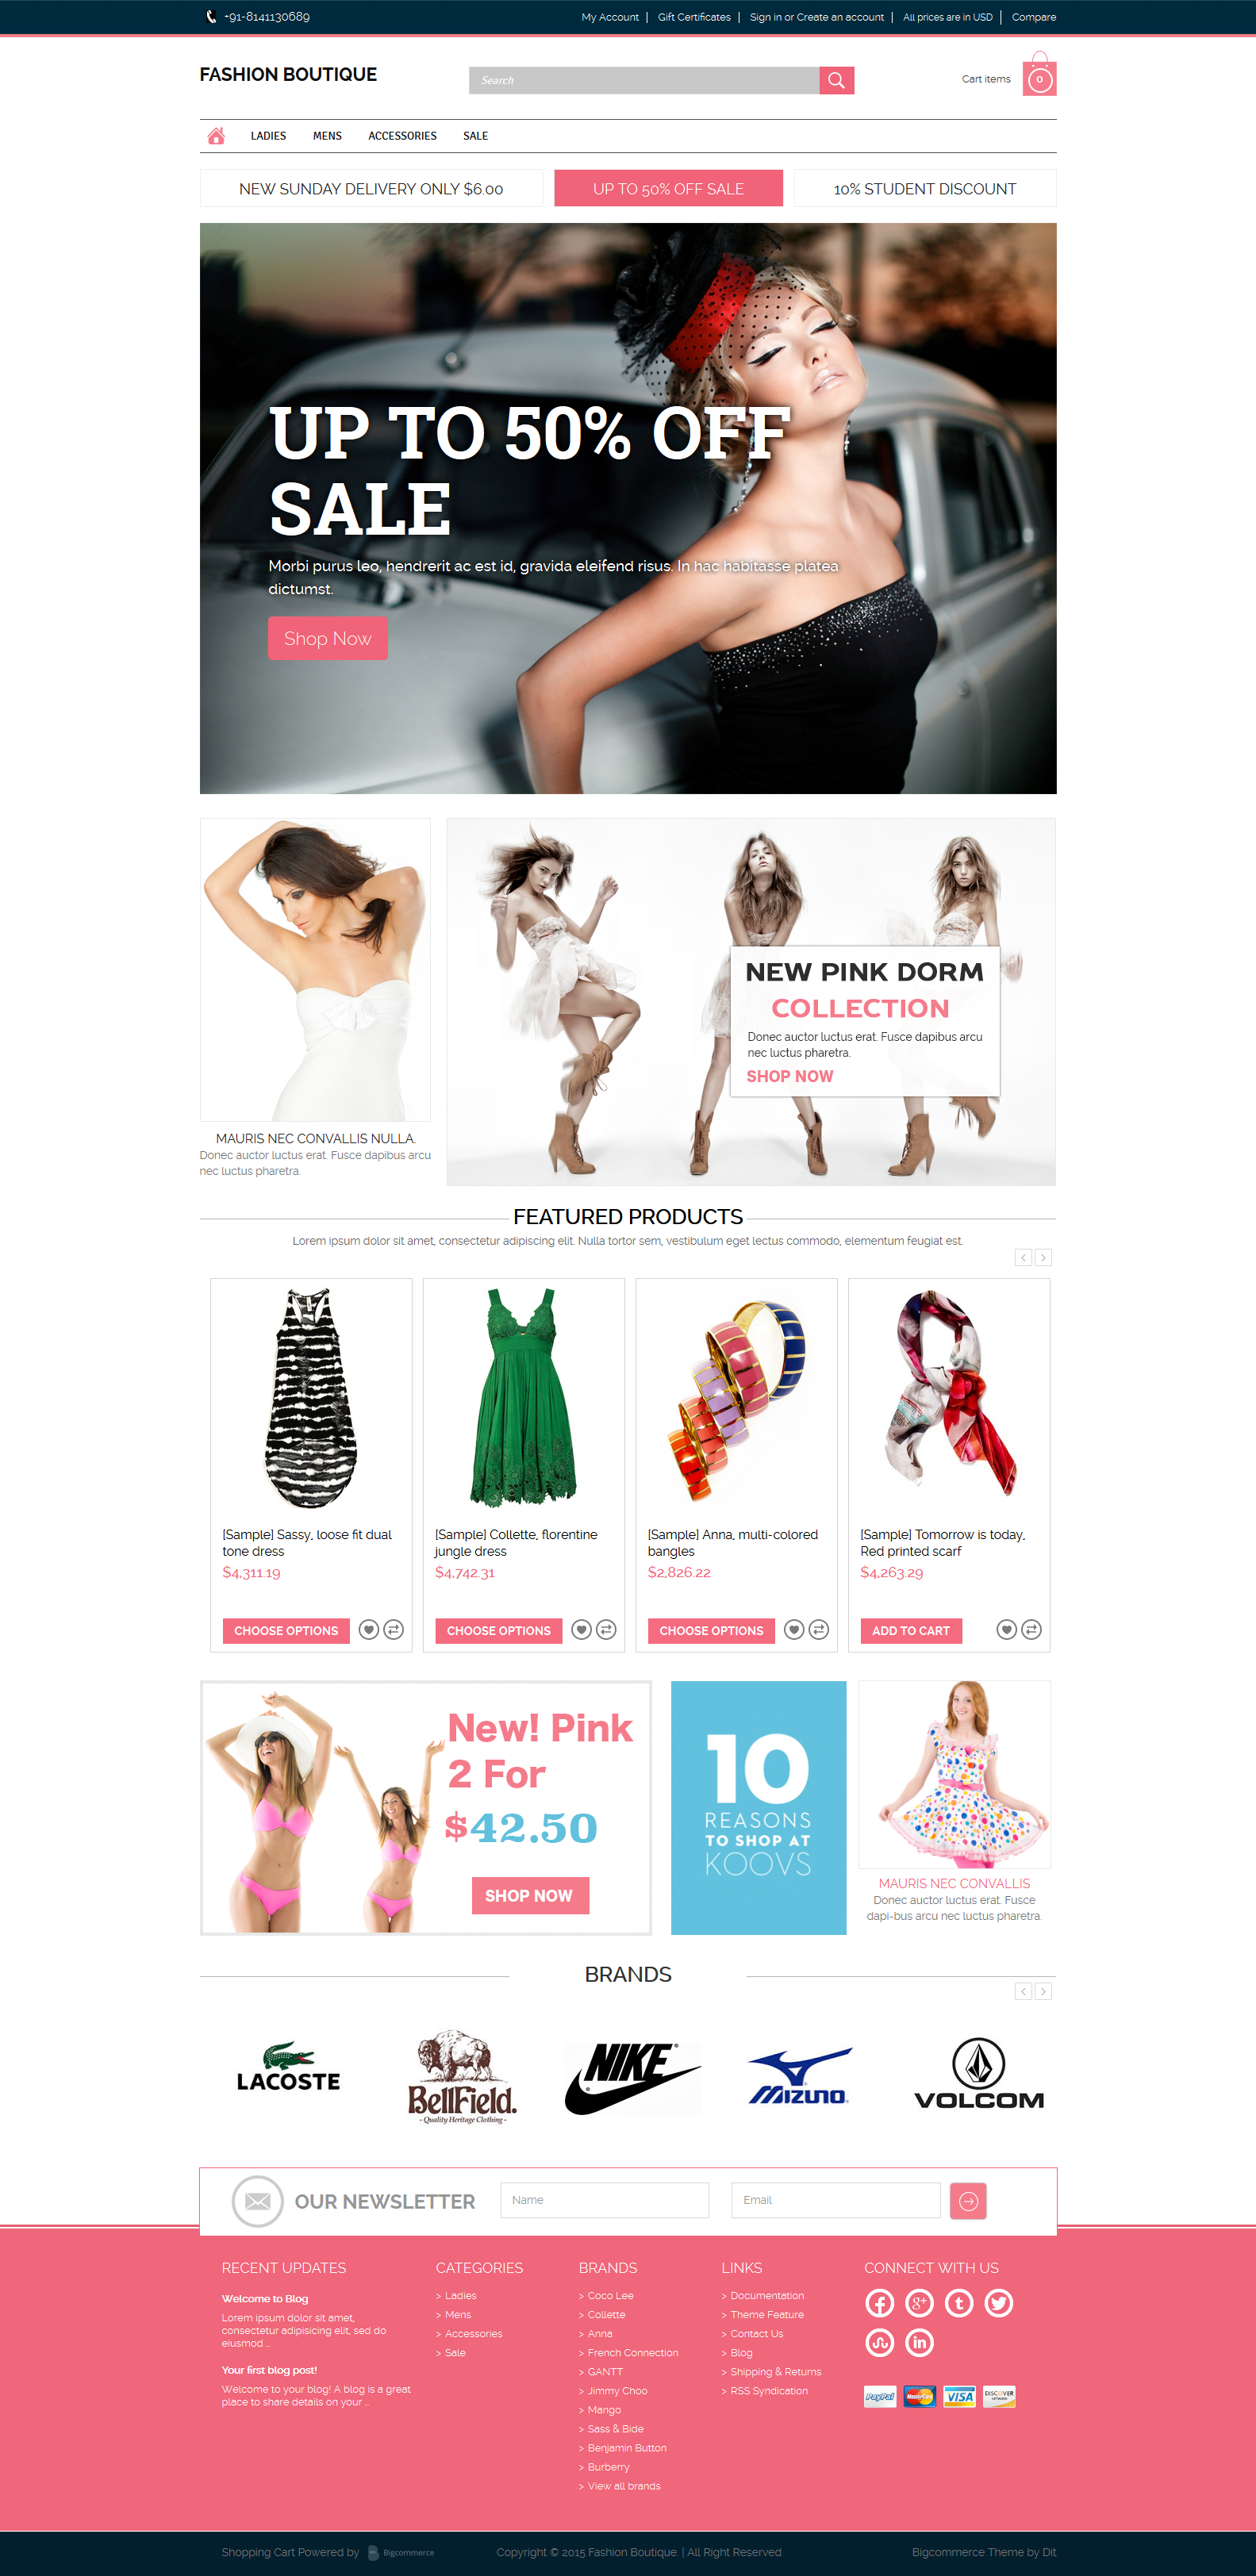 +91-8141130689
My Account | Gift Certificates | Sign in or Create an account | All prices are in USD | Compare
FASHION BOUTIQUE
Search
Cart items
0
LADIES MENS ACCESSORIES SALE
NEW SUNDAY DELIVERY ONLY $6.00
UP TO 50% OFF SALE
10% STUDENT DISCOUNT
UP TO 50% OFF
SALE
Morbi purus leo, hendrerit ac est id, gravida eleifend risus. In hac habitasse platea
dictumst.
Shop Now
MAURIS NEC CONVALLIS NULLA.
Donec auctor luctus erat. Fusce dapibus arcu
nec luctus pharetra.
NEW PINK DORM
COLLECTION
Donec auctor luctus erat. Fusce dapibus arcu
nec luctus pharetra.
SHOP NOW
FEATURED PRODUCTS
Lorem ipsum dolor sit amet, consectetur adipiscing elit. Nulla tortor sem, vestibulum eget lectus commodo, elementum feugiat est.
[Sample] Sassy, loose fit dual
tone dress
$4,311.19
CHOOSE OPTIONS
[Sample] Collette, florentine
jungle dress
$4,742.31
CHOOSE OPTIONS
[Sample] Anna, multi-colored
bangles
$2,826.22
CHOOSE OPTIONS
[Sample] Tomorrow is today,
Red printed scarf
$4,263.29
ADD TO CART
New! Pink
2 For
$42.50
SHOP NOW
10
REASONS
TO SHOP AT
KOOVS
MAURIS NEC CONVALLIS
Donec auctor luctus erat. Fusce
dapi-bus arcu nec luctus pharetra.
BRANDS
LACOSTE
BellField.
- Quality Heritage Clothing -
NIKE
MIZUNO
VOLCOM
OUR NEWSLETTER
Name
Email
RECENT UPDATES
Welcome to Blog
Lorem ipsum dolor sit amet,
consectetur adipisicing elit, sed do
eiusmod ...
Your first blog post!
Welcome to your blog! A blog is a great
place to share details on your ...
CATEGORIES
> Ladies
> Mens
> Accessories
> Sale
BRANDS
> Coco Lee
> Collette
> Anna
> French Connection
> GANTT
> Jimmy Choo
> Mango
> Sass & Bide
> Benjamin Button
> Burberry
> View all brands
LINKS
> Documentation
> Theme Feature
> Contact Us
> Blog
> Shipping & Returns
> RSS Syndication
CONNECT WITH US
PayPal
MasterCard
VISA
DISCOVER
Shopping Cart Powered by Bigcommerce
Copyright © 2015 Fashion Boutique. | All Right Reserved
Bigcommerce Theme by Dit